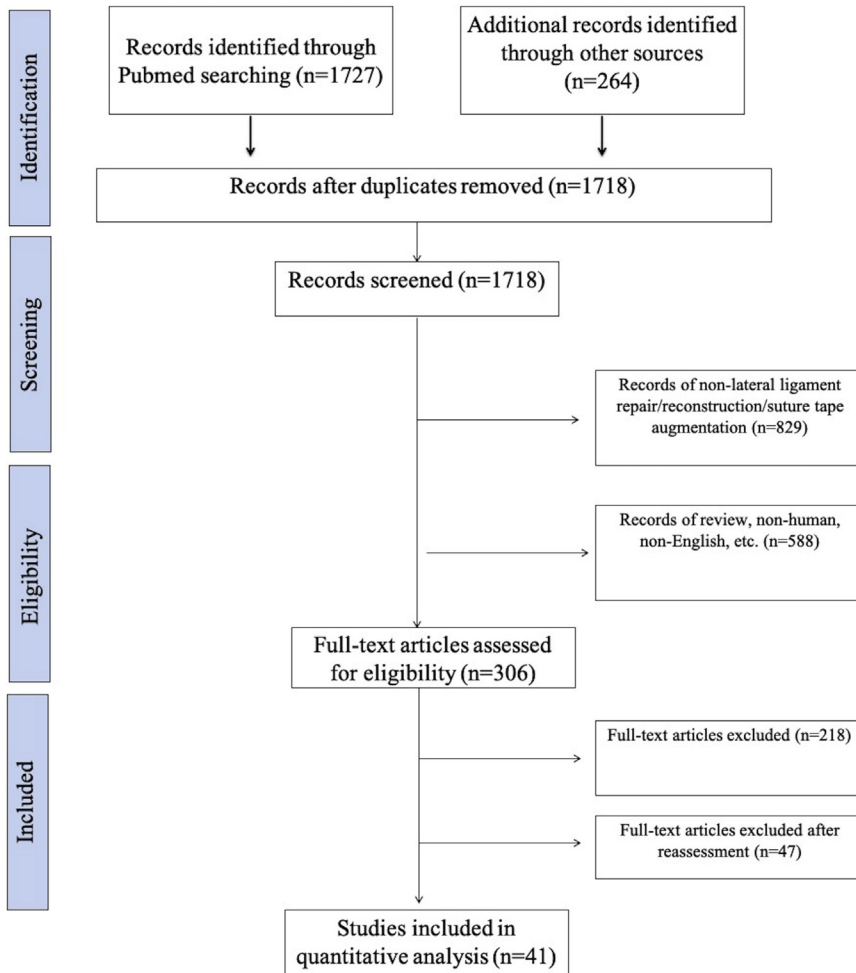 Identification
Records identified through
Pubmed searching (n=1727)
Additional records identified
through other sources
(n=264)
Records after duplicates removed (n=1718)
Screening
Records screened (n=1718)
Records of non-lateral ligament
repair/reconstruction/suture tape
augmentation (n=829)
Eligibility
Records of review, non-human,
non-English, etc. (n=588)
Full-text articles assessed
for eligibility (n=306)
Included
Full-text articles excluded (n=218)
Full-text articles excluded after
reassessment (n=47)
Studies included in
quantitative analysis (n=41)